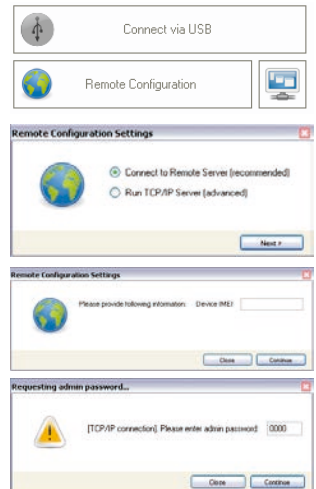 Connect via USB
Remote Configuration
Remote Configuration Settings
Connect to Remote Server (recommended)
Run TCP/IP Server (advanced)
Next >
Remote Configuration Settings
Please provide following information: Device IMEI:
Close
Continue
Requesting admin password...
[TCP/IP connection]. Please enter admin password: 0000
Close
Continue